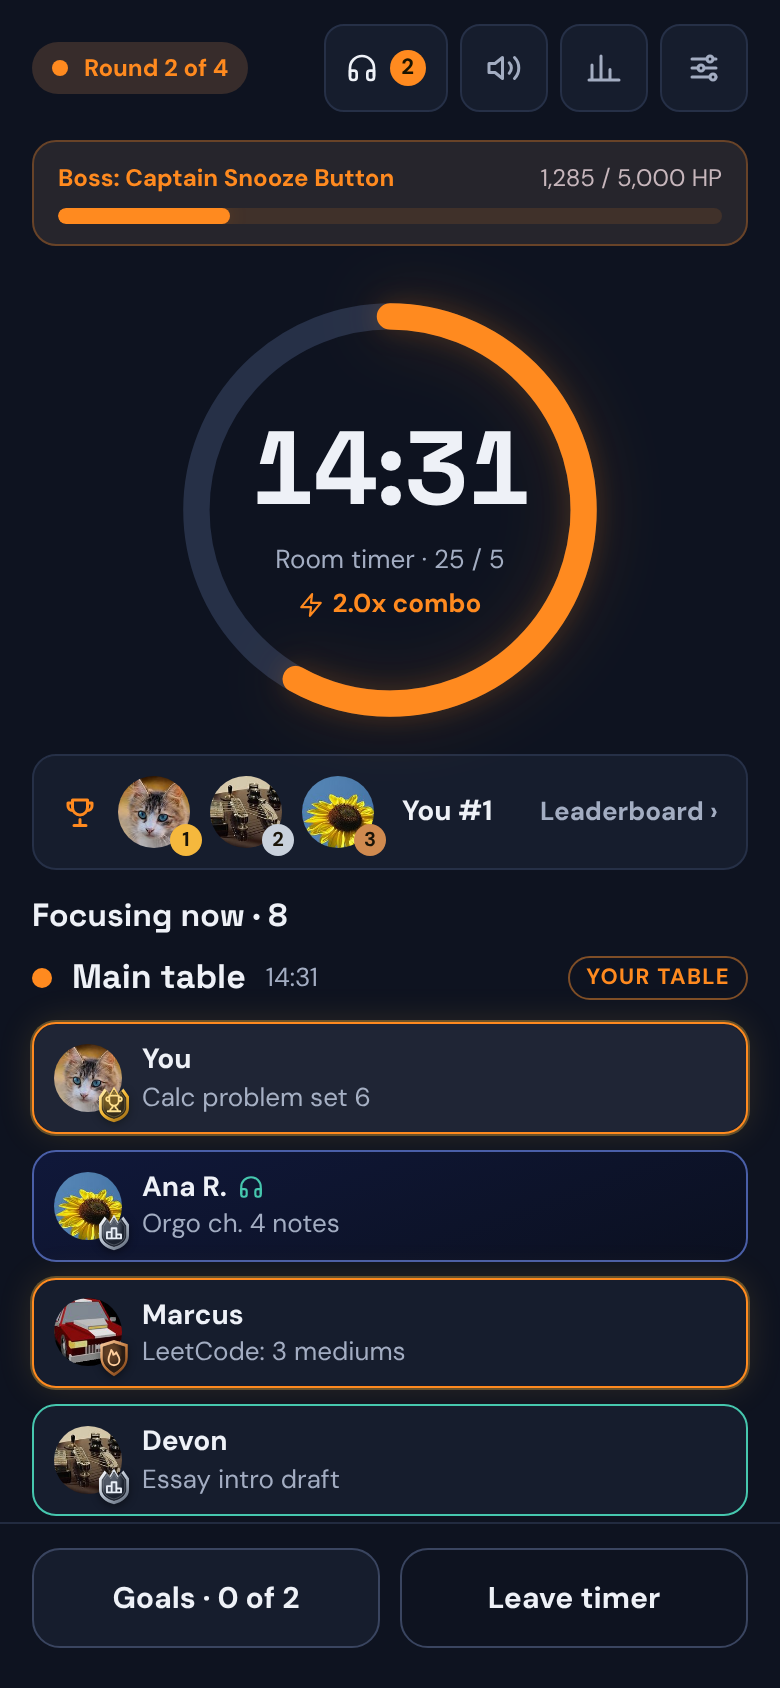 Round 2 of 4
2
Boss: Captain Snooze Button
1,285 / 5,000 HP
14:31
Room timer · 25 / 5
2.0x combo
1
2
3
You #1
Leaderboard ›
Focusing now · 8
Main table 14:31
YOUR TABLE
You
Calc problem set 6
Ana R.
Orgo ch. 4 notes
Marcus
LeetCode: 3 mediums
Devon
Essay intro draft
Goals · 0 of 2
Leave timer